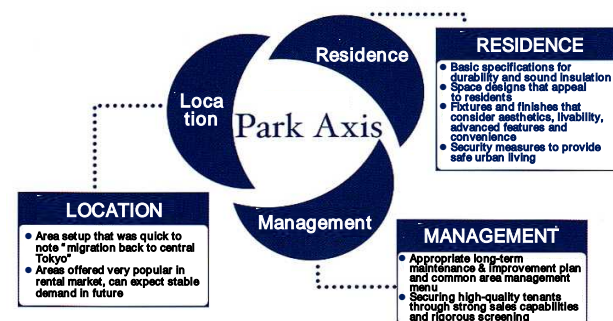 Residence
Loca
tion
Park Axis
Management
RESIDENCE
● Basic specifications for
durability and sound insulation
● Space designs that appeal
to residents
● Fixtures and finishes that
consider aesthetics, livability,
advanced features and
convenience
● Security measures to provide
safe urban living
LOCATION
● Area setup that was quick to
note “migration back to central
Tokyo”
● Areas offered very popular in
rental market, can expect stable
demand in future
MANAGEMENT
● Appropriate long-term
maintenance & improvement plan
and common area management
menu
● Securing high-quality tenants
through strong sales capabilities
and rigorous screening